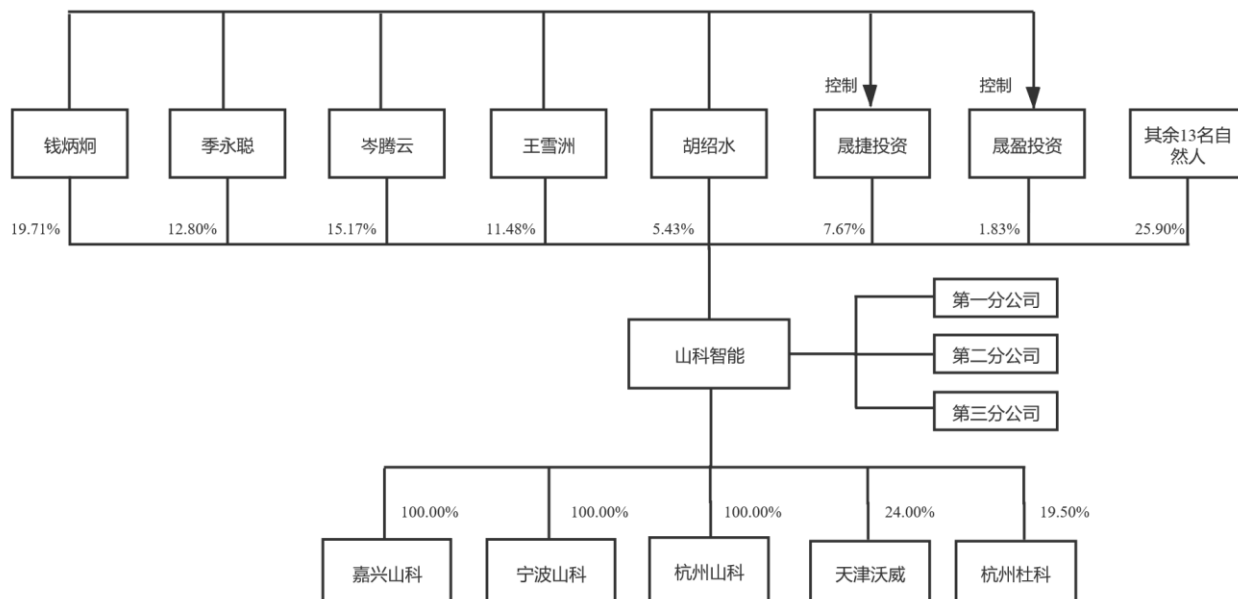 控制
控制
钱炳炯
季永聪
岑腾云
王雪洲
胡绍水
晟捷投资
晟盈投资
其余13名自
然人
19.71%
12.80%
15.17%
11.48%
5.43%
7.67%
1.83%
25.90%
第一分公司
山科智能
第二分公司
第三分公司
100.00%
100.00%
100.00%
24.00%
19.50%
嘉兴山科
宁波山科
杭州山科
天津沃威
杭州杜科